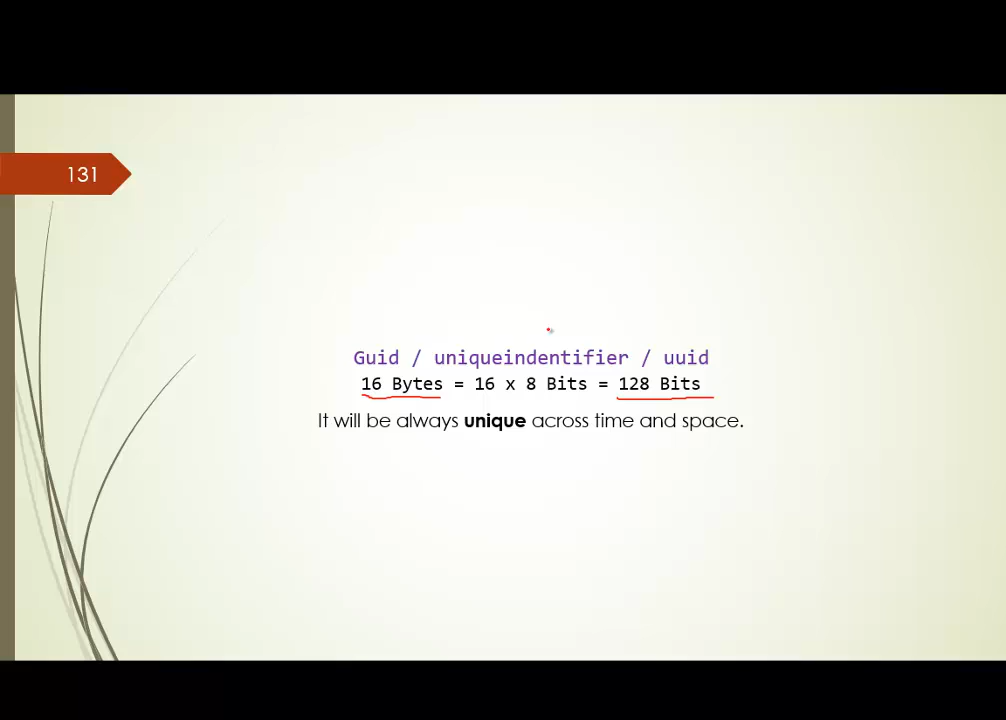 131
Guid / uniqueindentifier / uuid
16 Bytes = 16 x 8 Bits = 128 Bits
It will be always unique across time and space.